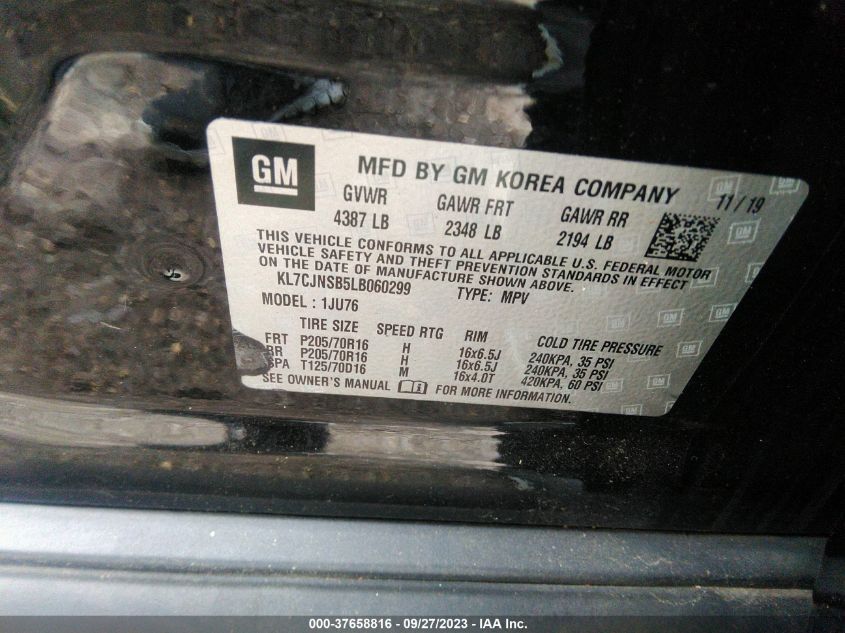 GM
MFD BY GM KOREA COMPANY
11 / 19
GVWR GAWR FRT GAWR RR
4387 LB 2348 LB 2194 LB
THIS VEHICLE CONFORMS TO ALL APPLICABLE U.S. FEDERAL MOTOR
VEHICLE SAFETY AND THEFT PREVENTION STANDARDS IN EFFECT
ON THE DATE OF MANUFACTURE SHOWN ABOVE.
KL7CJNSB5LB060299 TYPE: MPV
MODEL : 1JU76
TIRE SIZE SPEED RTG RIM COLD TIRE PRESSURE
FRT P205/70R16 H 16x6.5J 240KPA, 35 PSI
RR P205/70R16 H 16x6.5J 240KPA, 35 PSI
SPA T125/70D16 M 16x4.0T 420KPA, 60 PSI
SEE OWNER'S MANUAL FOR MORE INFORMATION.
000-37658816 - 09/27/2023 - IAA Inc.